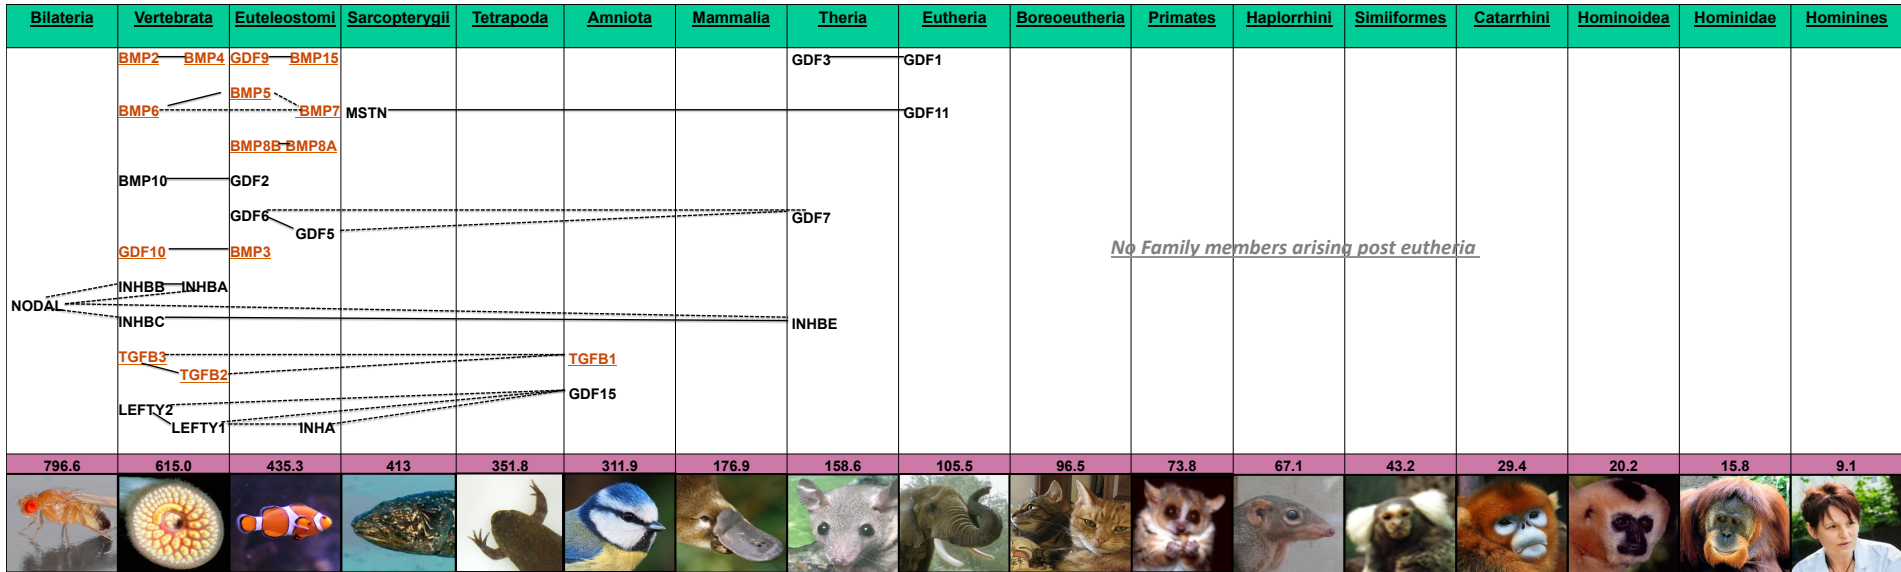 Bilateria Vertebrata Euteleostomi Sarcopterygii Tetrapoda Amniota Mammalia Theria Eutheria Boreoeutheria Primates Haplorrhini Simiiformes Catarrhini Hominoidea Hominidae Hominines
BMP2 BMP4 GDF9 BMP15 GDF3 GDF1
BMP5
BMP6 BMP7 MSTN GDF11
BMP8B BMP8A
BMP10 GDF2
GDF6 GDF7
GDF5
GDF10 BMP3 No Family members arising post eutheria
INHBB INHBA
NODAL
INHBC INHBE
TGFB3 TGFB1
TGFB2
GDF15
LEFTY2
LEFTY1 INHA
796.6 615.0 435.3 413 351.8 311.9 176.9 158.6 105.5 96.5 73.8 67.1 43.2 29.4 20.2 15.8 9.1